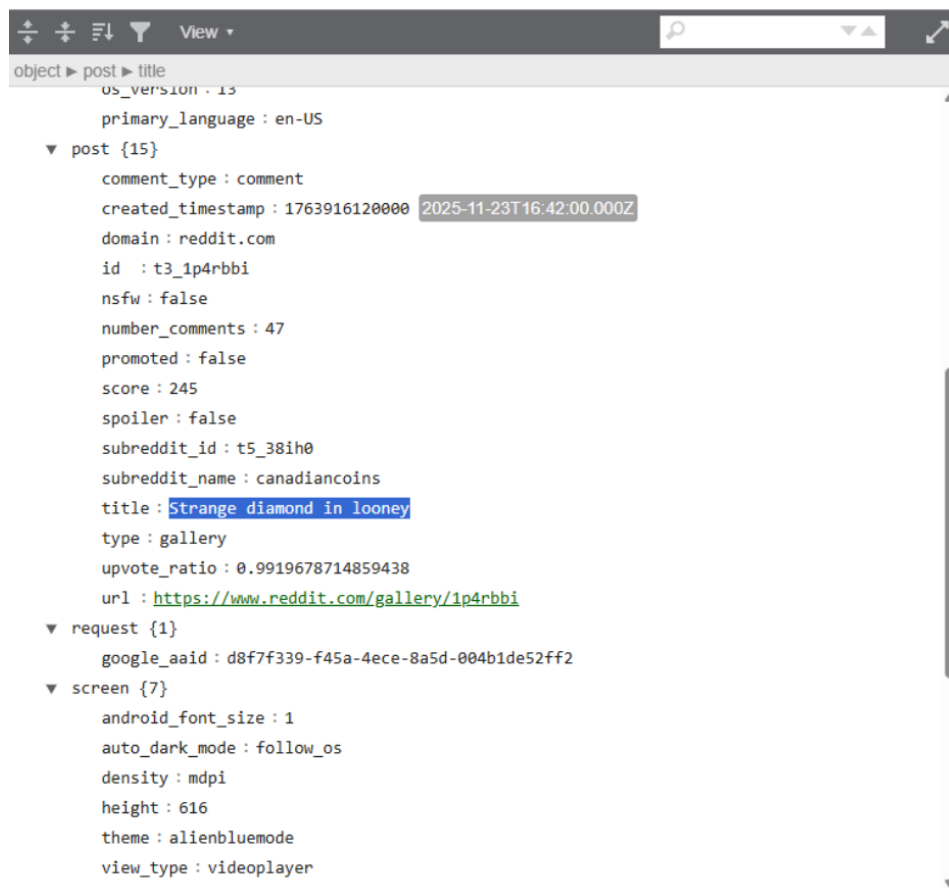 View ▾
object ► post ► title
os_version : 13
primary_language : en-US
▼ post {15}
comment_type : comment
created_timestamp : 1763916120000 2025-11-23T16:42:00.000Z
domain : reddit.com
id : t3_1p4rbbi
nsfw : false
number_comments : 47
promoted : false
score : 245
spoiler : false
subreddit_id : t5_38ih0
subreddit_name : canadiancoins
title : Strange diamond in looney
type : gallery
upvote_ratio : 0.9919678714859438
url : https://www.reddit.com/gallery/1p4rbbi
▼ request {1}
google_aaid : d8f7f339-f45a-4ece-8a5d-004b1de52ff2
▼ screen {7}
android_font_size : 1
auto_dark_mode : follow_os
density : mdpi
height : 616
theme : alienbluemode
view_type : videoplayer